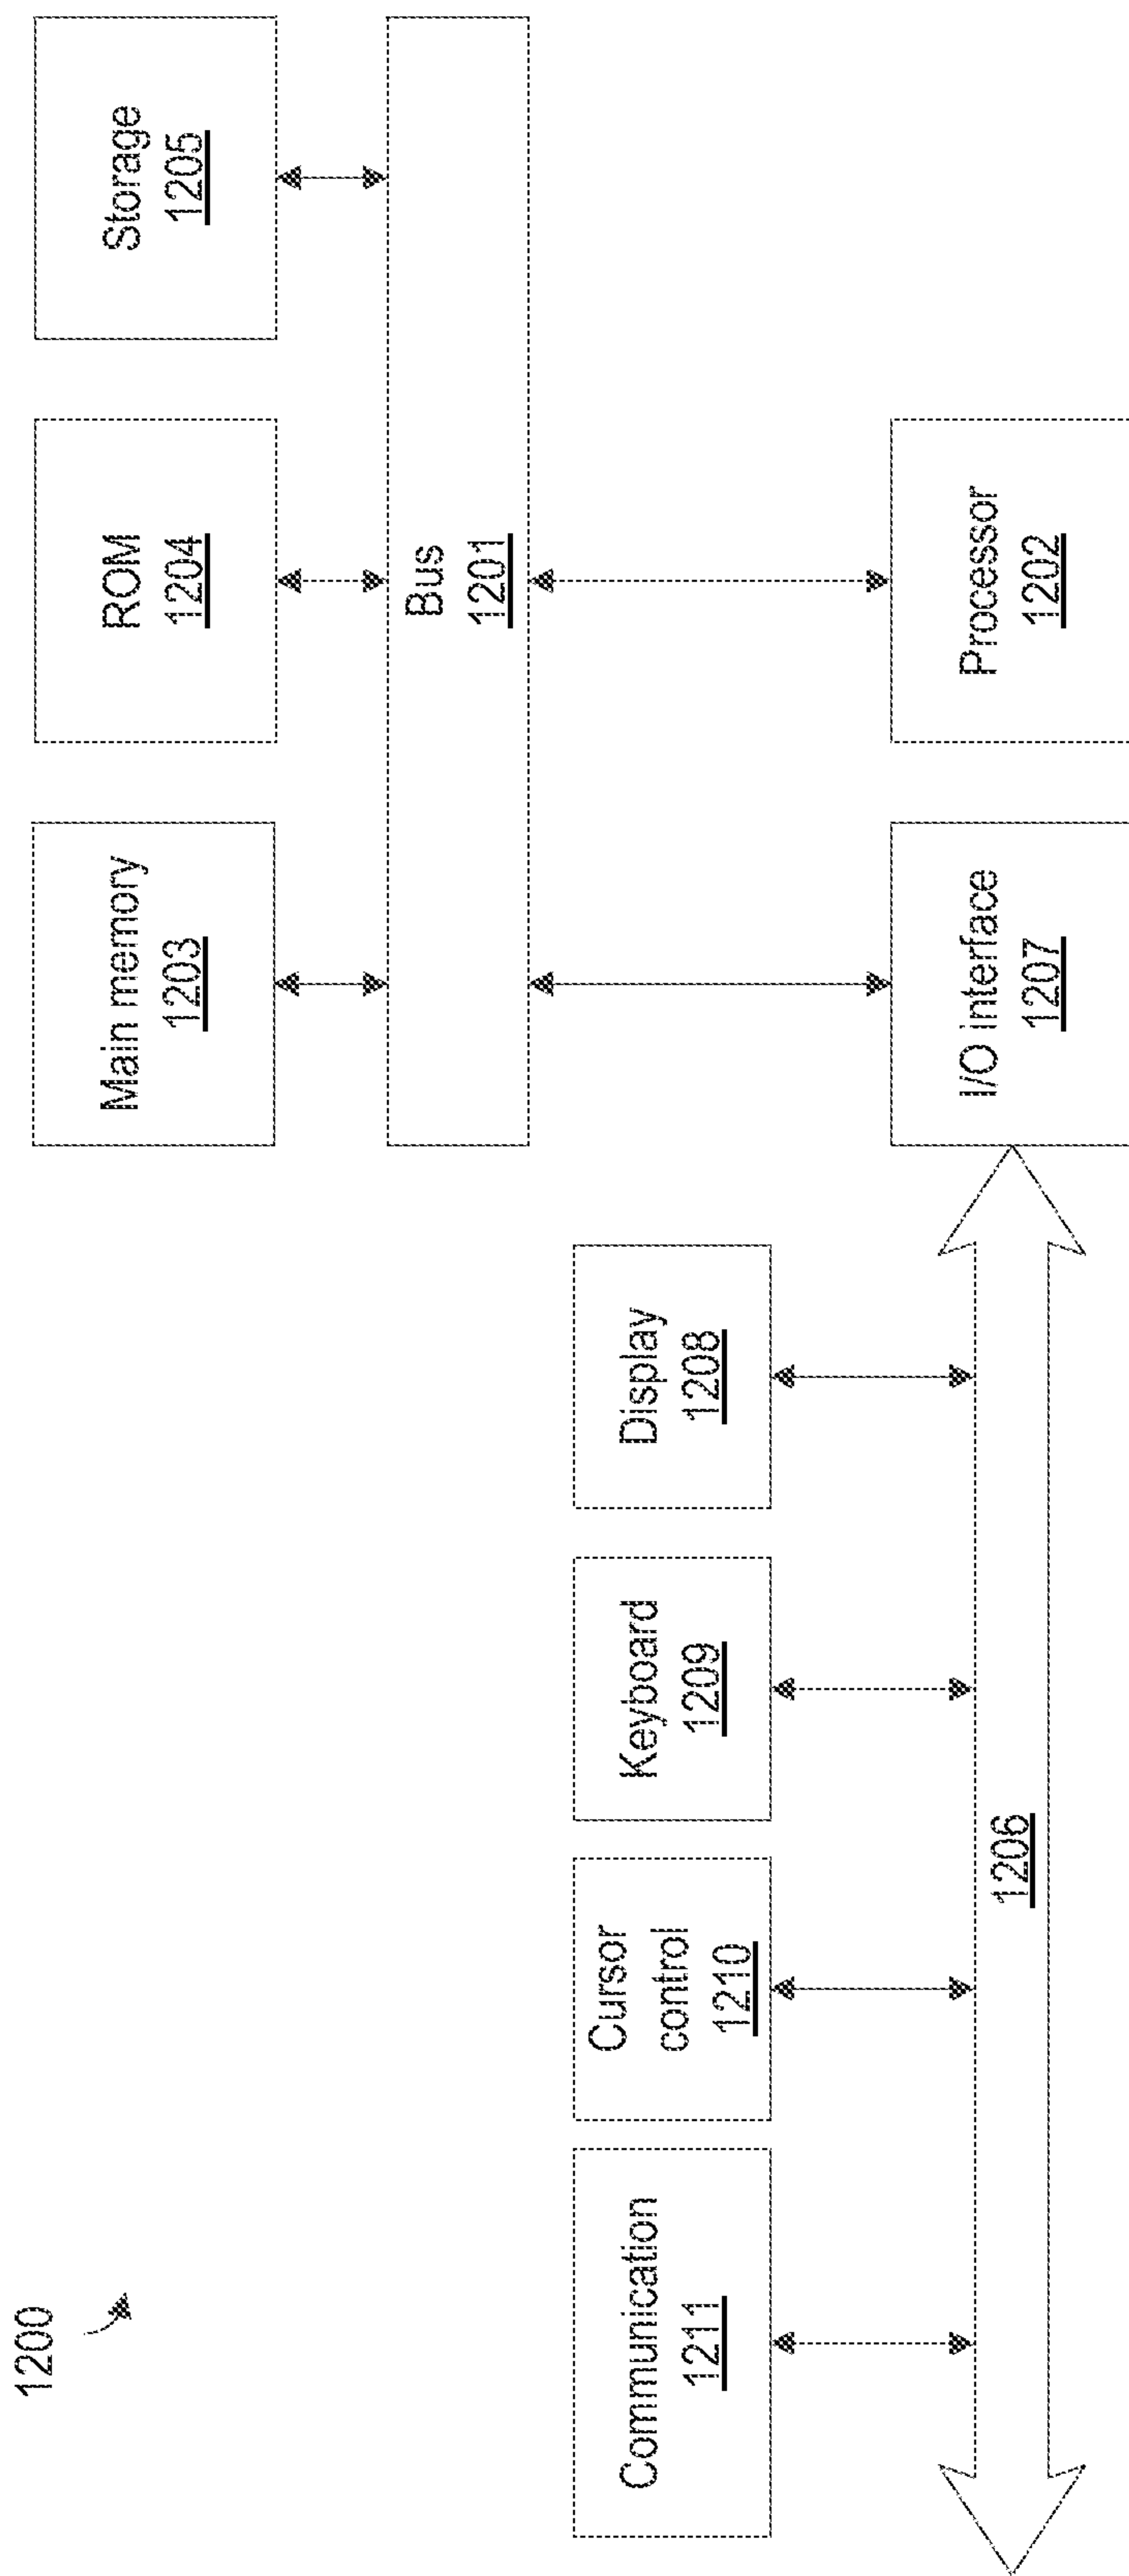 1200
Main memory
1203
ROM
1204
Storage
1205
Bus
1201
Communication
1211
Cursor
control
1210
Keyboard
1209
Display
1208
I/O interface
1207
Processor
1202
1206